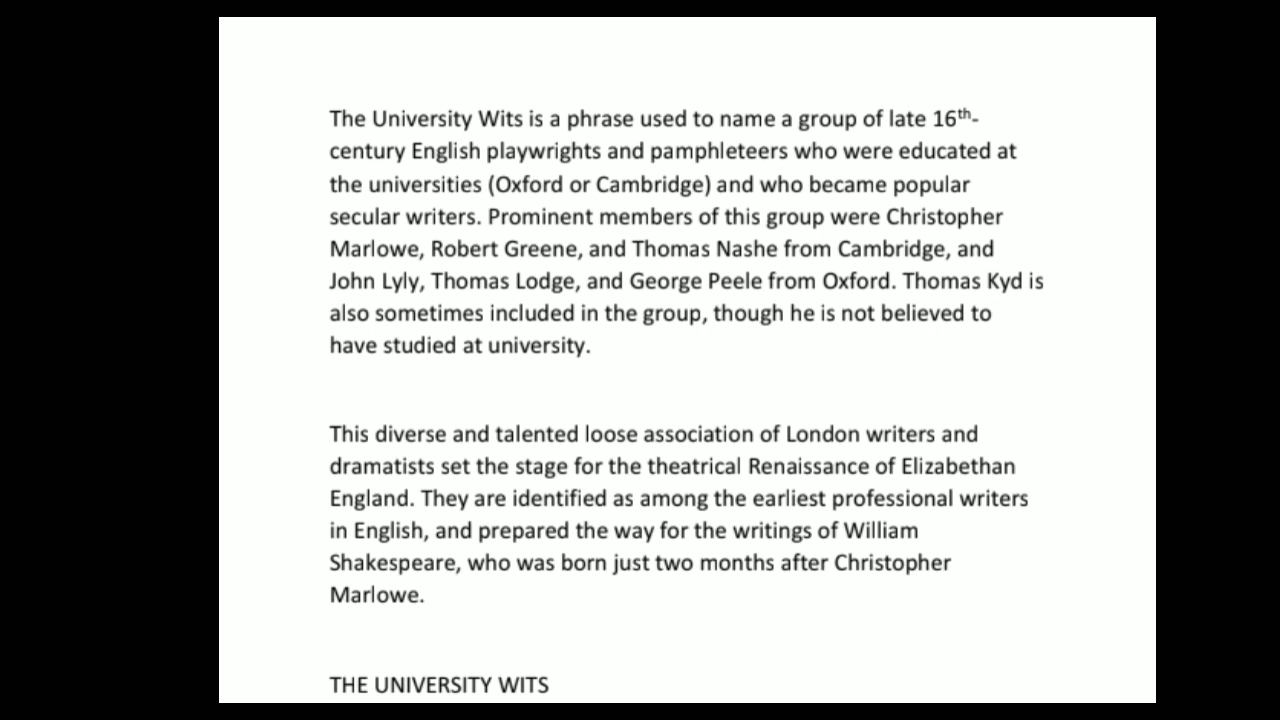 The University Wits is a phrase used to name a group of late 16th-
century English playwrights and pamphleteers who were educated at
the universities (Oxford or Cambridge) and who became popular
secular writers. Prominent members of this group were Christopher
Marlowe, Robert Greene, and Thomas Nashe from Cambridge, and
John Lyly, Thomas Lodge, and George Peele from Oxford. Thomas Kyd is
also sometimes included in the group, though he is not believed to
have studied at university.
This diverse and talented loose association of London writers and
dramatists set the stage for the theatrical Renaissance of Elizabethan
England. They are identified as among the earliest professional writers
in English, and prepared the way for the writings of William
Shakespeare, who was born just two months after Christopher
Marlowe.
THE UNIVERSITY WITS